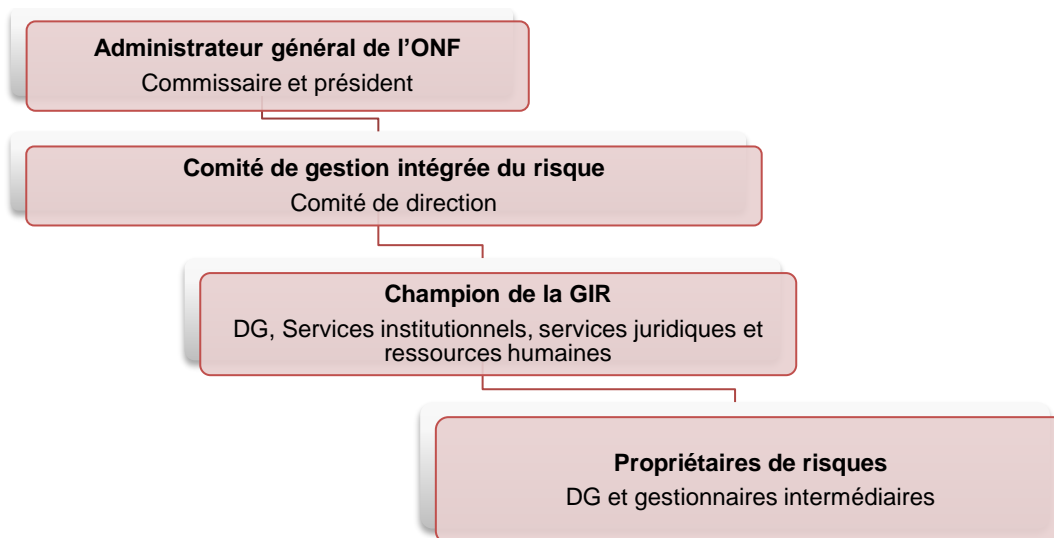 Administrateur général de l’ONF
Commissaire et président
Comité de gestion intégrée du risque
Comité de direction
Champion de la GIR
DG, Services institutionnels, services juridiques et
ressources humaines
Propriétaires de risques
DG et gestionnaires intermédiaires